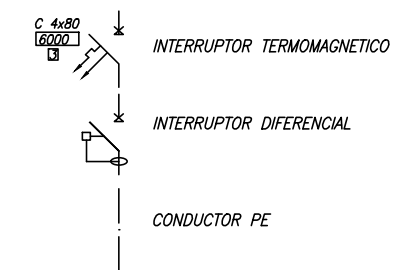 C 4x80
6000
3
INTERRUPTOR TERMOMAGNETICO
INTERRUPTOR DIFERENCIAL
CONDUCTOR PE